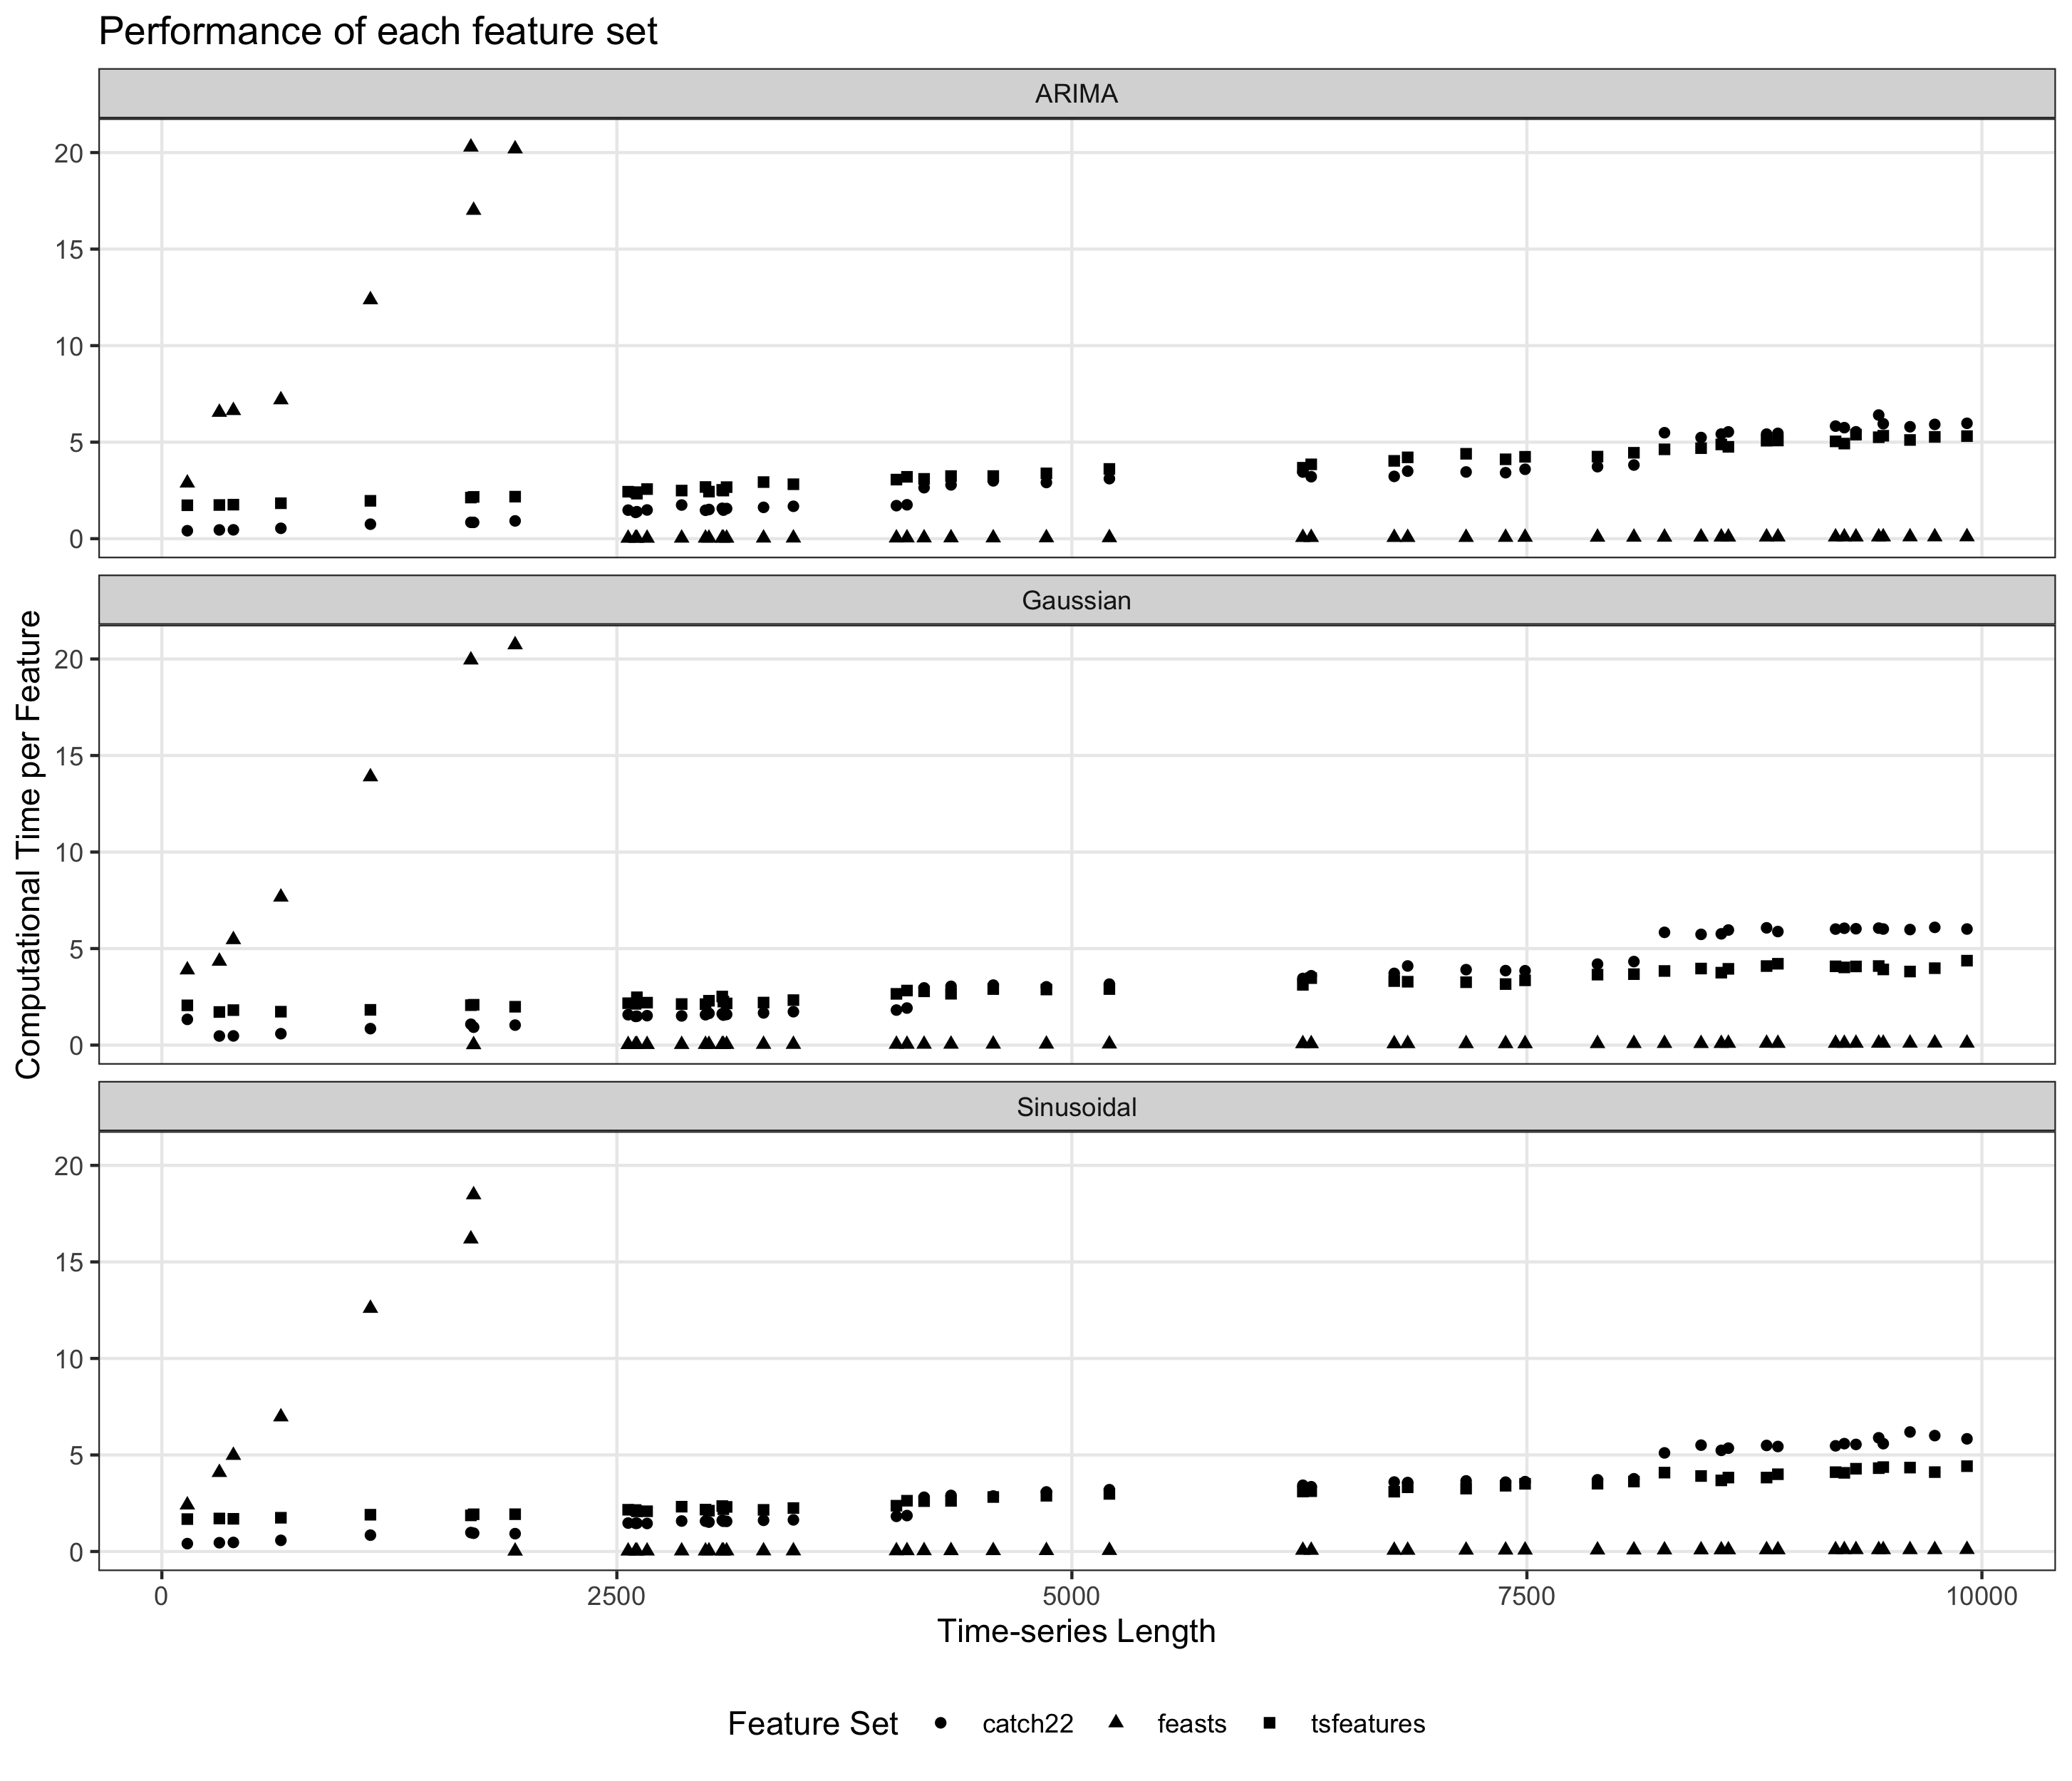 Performance of each feature set
ARIMA
20
15
10
5
0
Gaussian
20
15
10
5
0
Computational Time per Feature
Sinusoidal
20
15
10
5
0
0 2500 5000 7500 10000
Time-series Length
Feature Set catch22 feasts tsfeatures